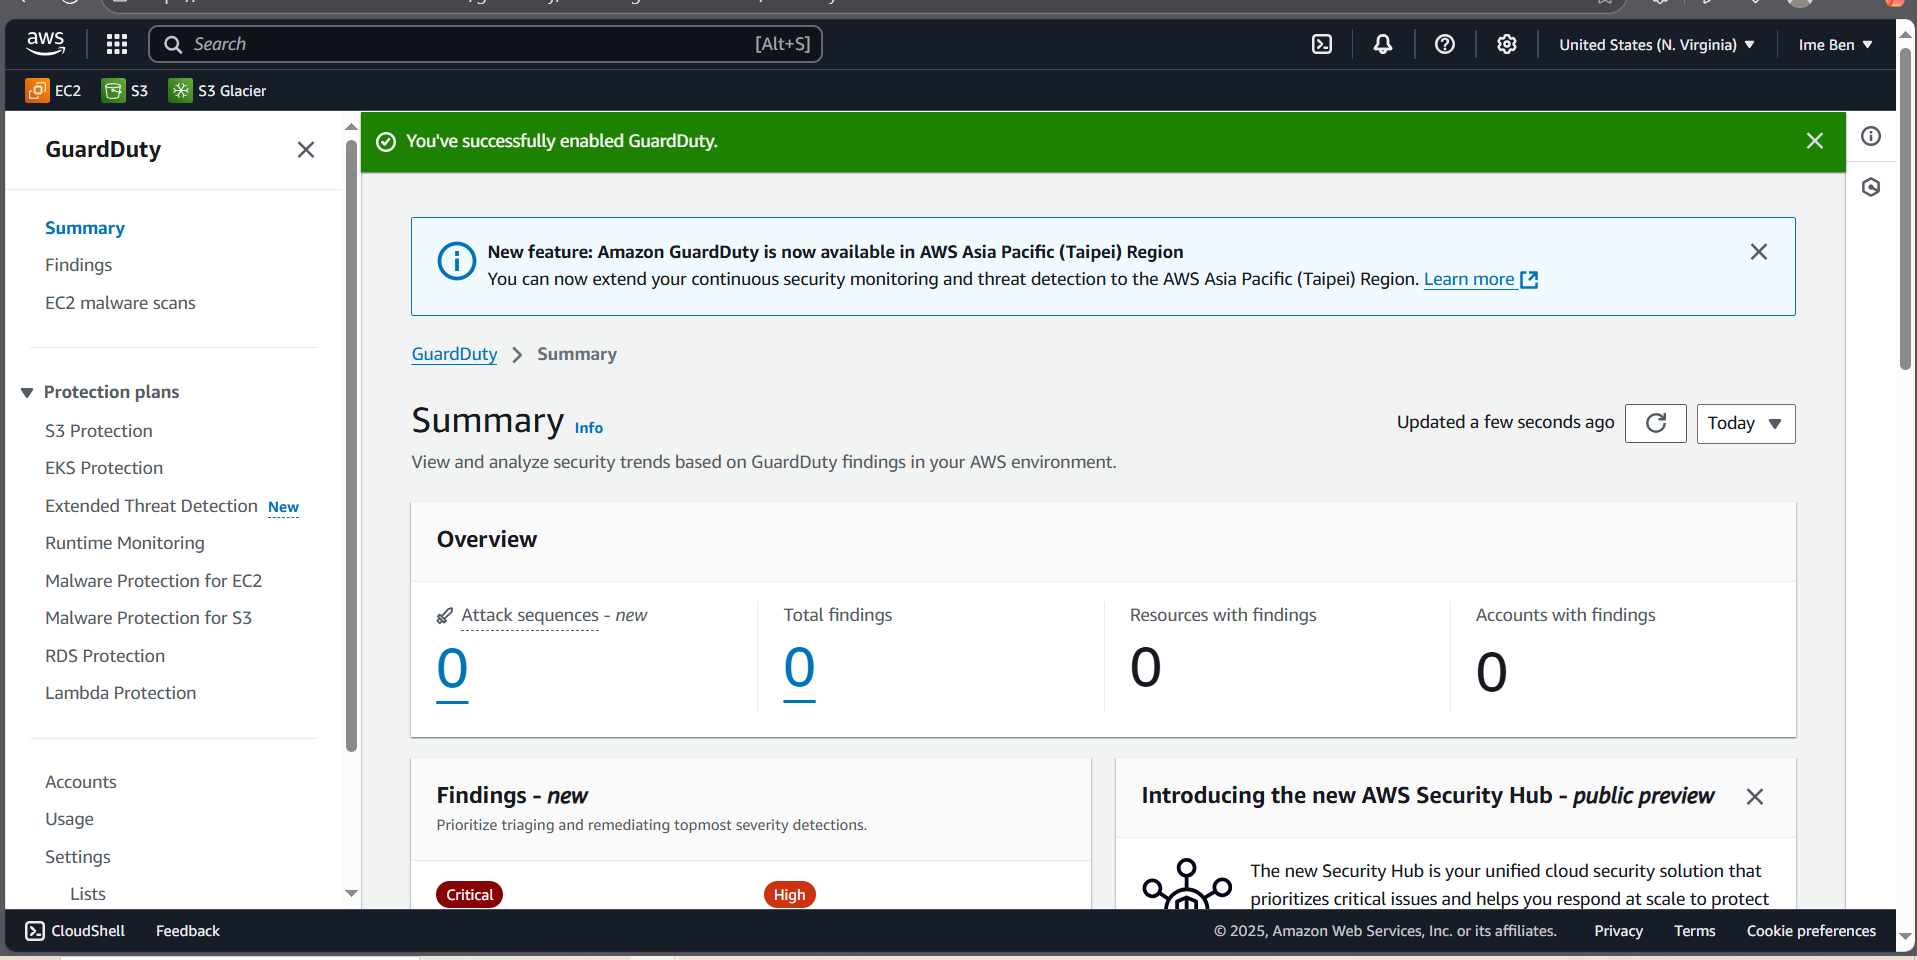 aws
Search
[Alt+S]
United States (N. Virginia)
Ime Ben
EC2
S3
S3 Glacier
GuardDuty
Summary
Findings
EC2 malware scans
Protection plans
S3 Protection
EKS Protection
Extended Threat Detection New
Runtime Monitoring
Malware Protection for EC2
Malware Protection for S3
RDS Protection
Lambda Protection
Accounts
Usage
Settings
Lists
You've successfully enabled GuardDuty.
New feature: Amazon GuardDuty is now available in AWS Asia Pacific (Taipei) Region
You can now extend your continuous security monitoring and threat detection to the AWS Asia Pacific (Taipei) Region. Learn more
GuardDuty
Summary
Summary Info
Updated a few seconds ago
Today
View and analyze security trends based on GuardDuty findings in your AWS environment.
Overview
Attack sequences - new
0
Total findings
0
Resources with findings
0
Accounts with findings
0
Findings - new
Prioritize triaging and remediating topmost severity detections.
Critical
High
Introducing the new AWS Security Hub - public preview
The new Security Hub is your unified cloud security solution that
prioritizes critical issues and helps you respond at scale to protect
CloudShell
Feedback
© 2025, Amazon Web Services, Inc. or its affiliates.
Privacy
Terms
Cookie preferences